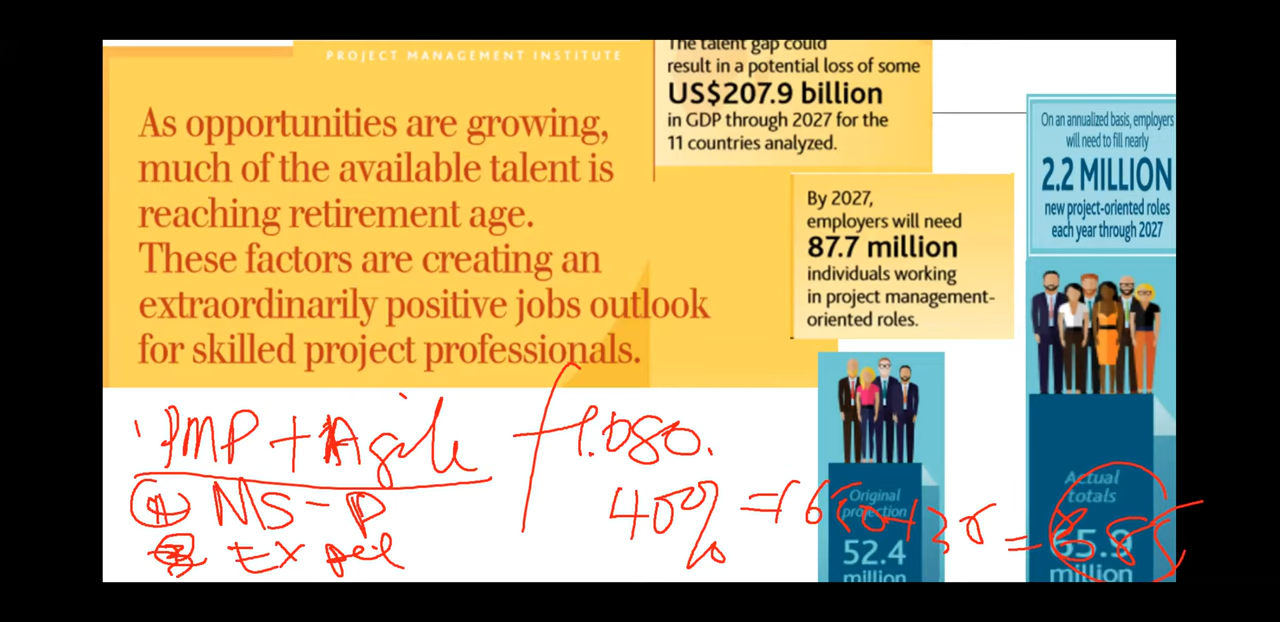 PROJECT MANAGEMENT INSTITUTE
As opportunities are growing,
much of the available talent is
reaching retirement age.
These factors are creating an
extraordinarily positive jobs outlook
for skilled project professionals.
The talent gap could
result in a potential loss of some
US$207.9 billion
in GDP through 2027 for the
11 countries analyzed.
By 2027,
employers will need
87.7 million
individuals working
in project management-
oriented roles.
On an annualized basis, employers
will need to fill nearly
2.2 MILLION
new project-oriented roles
each year through 2027
Original
projection
52.4
million
Actual
totals
65.9
million
PMP + Agile
MS - P
40%